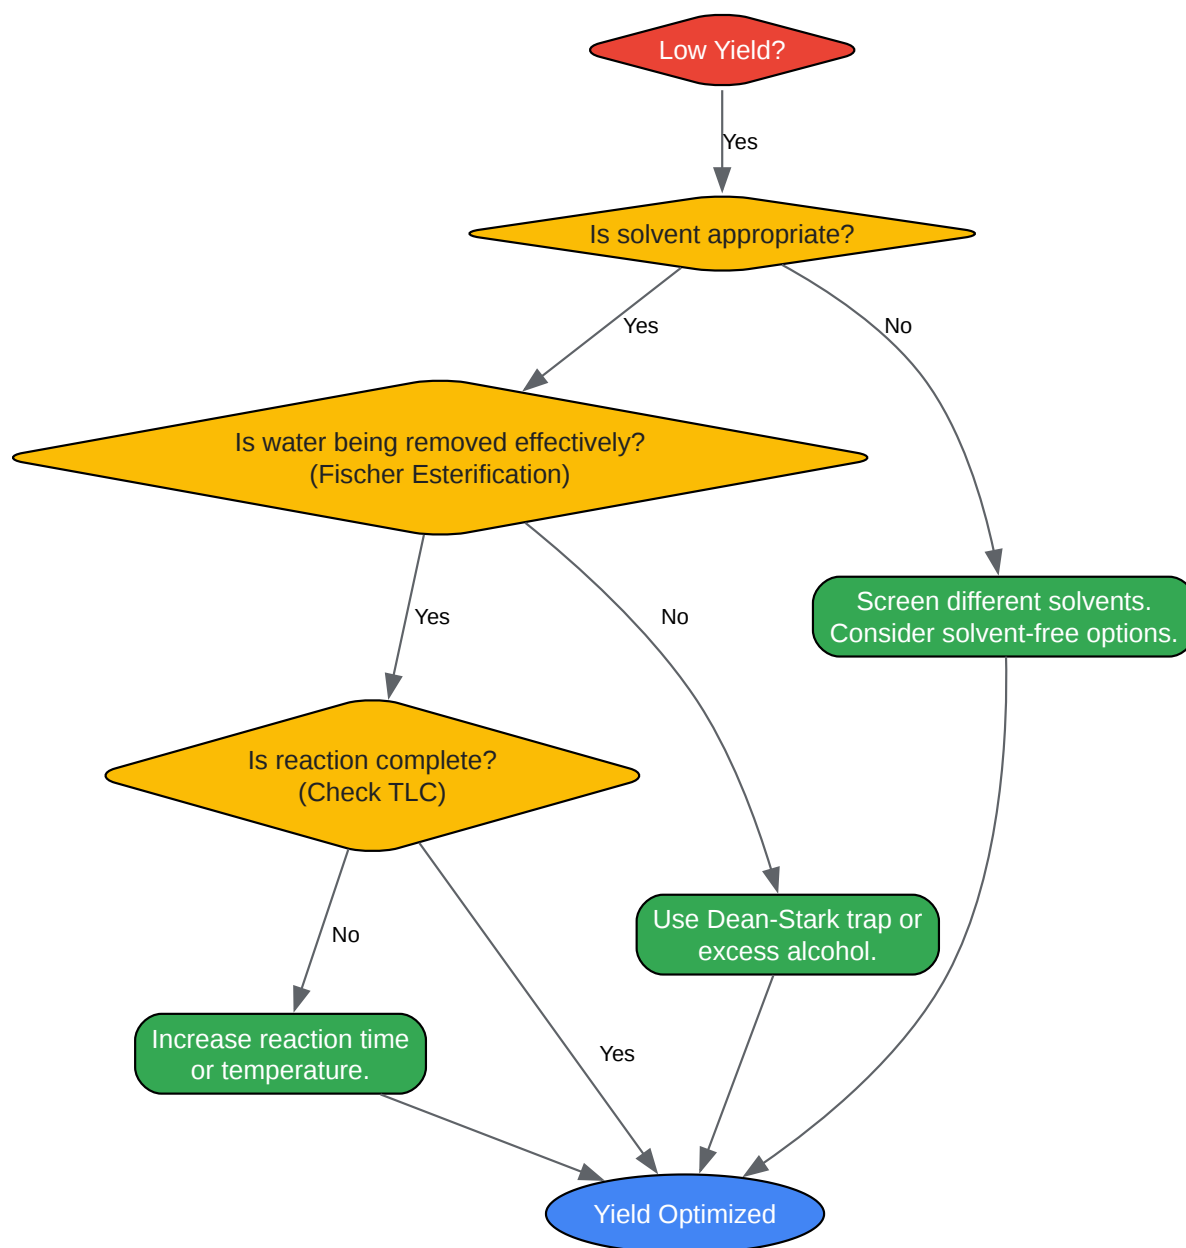 Low Yield?
Yes
Is solvent appropriate?
Yes
No
Is water being removed effectively?
(Fischer Esterification)
Screen different solvents.
Consider solvent-free options.
Yes
No
Is reaction complete?
(Check TLC)
Use Dean-Stark trap or
excess alcohol.
No
Increase reaction time
or temperature.
Yes
Yield Optimized